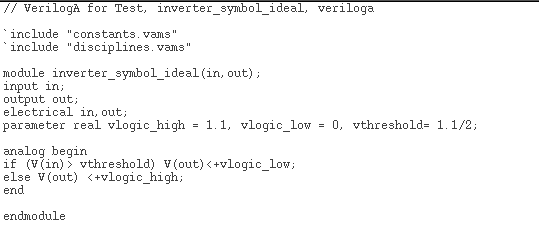 // VerilogA for Test, inverter_symbol_ideal, veriloga
`include "constants.vams"
`include "disciplines.vams"
module inverter_symbol_ideal(in,out);
input in;
output out;
electrical in,out;
parameter real vlogic_high = 1.1, vlogic_low = 0, vthreshold= 1.1/2;
analog begin
if (V(in)> vthreshold) V(out)<+vlogic_low;
else V(out) <+vlogic_high;
end
endmodule